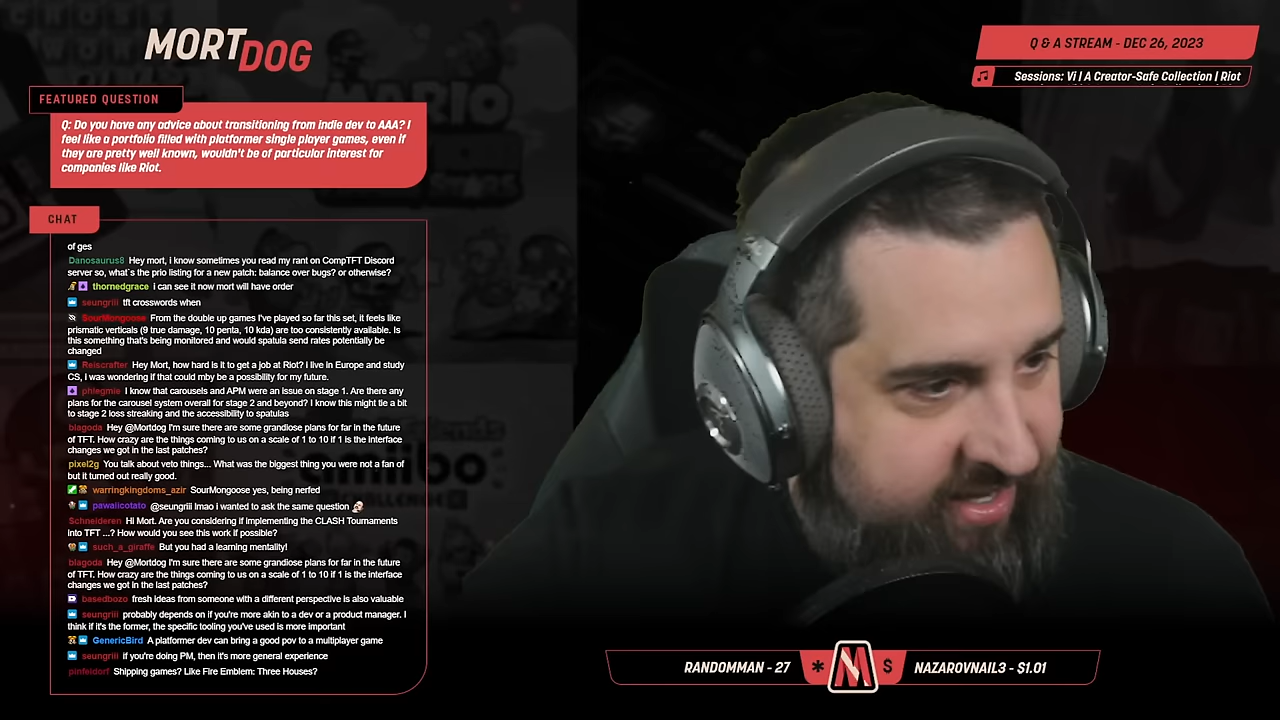 MORTDOG
Q & A STREAM - DEC 26, 2023
Sessions: Vi | A Creator-Safe Collection | Riot
FEATURED QUESTION
Q: Do you have any advice about transitioning from indie dev to AAA? I
feel like a portfolio filled with platformer single player games, even if
they are pretty well known, wouldn't be of particular interest for
companies like Riot.
CHAT
of ges
Danosaurus8 Hey mort, i know sometimes you read my rant on CompTFT Discord
server so, what`s the prio listing for a new patch: balance over bugs? or otherwise?
thornedgrace i can see it now mort will have order
seungriii tft crosswords when
SourMongoose From the double up games I've played so far this set, it feels like
prismatic verticals (9 true damage, 10 penta, 10 kda) are too consistently available. Is
this something that's being monitored and would spatula send rates potentially be
changed
Reiscrafter Hey Mort, how hard is it to get a job at Riot? I live in Europe and study
CS, i was wondering if that could mby be a possibility for my future.
phlegmie I know that carousels and APM were an issue on stage 1. Are there any
plans for the carousel system overall for stage 2 and beyond? I know this might tie a bit
to stage 2 loss streaking and the accessibility to spatulas
blagoda Hey @Mortdog I'm sure there are some grandiose plans for far in the future
of TFT. How crazy are the things coming to us on a scale of 1 to 10 if 1 is the interface
changes we got in the last patches?
pixel2g You talk about veto things... What was the biggest thing you were not a fan of
but it turned out really good.
warringkingdoms_azir SourMongoose yes, being nerfed
pawaiicotato @seungriii lmao i wanted to ask the same question
Schneideren Hi Mort. Are you considering if implementing the CLASH Tournaments
into TFT ...? How would you see this work if possible?
such_a_giraffe But you had a learning mentality!
blagoda Hey @Mortdog I'm sure there are some grandiose plans for far in the future
of TFT. How crazy are the things coming to us on a scale of 1 to 10 if 1 is the interface
changes we got in the last patches?
basedbozo fresh ideas from someone with a different perspective is also valuable
seungriii probably depends on if you're more akin to a dev or a product manager. I
think if it's the former, the specific tooling you've used is more important
GenericBird A platformer dev can bring a good pov to a multiplayer game
seungriii if you're doing PM, then it's more general experience
pinfeldorf Shipping games? Like Fire Emblem: Three Houses?
RANDOMMAN - 27
M
$
NAZAROVNAIL3 - $1.01